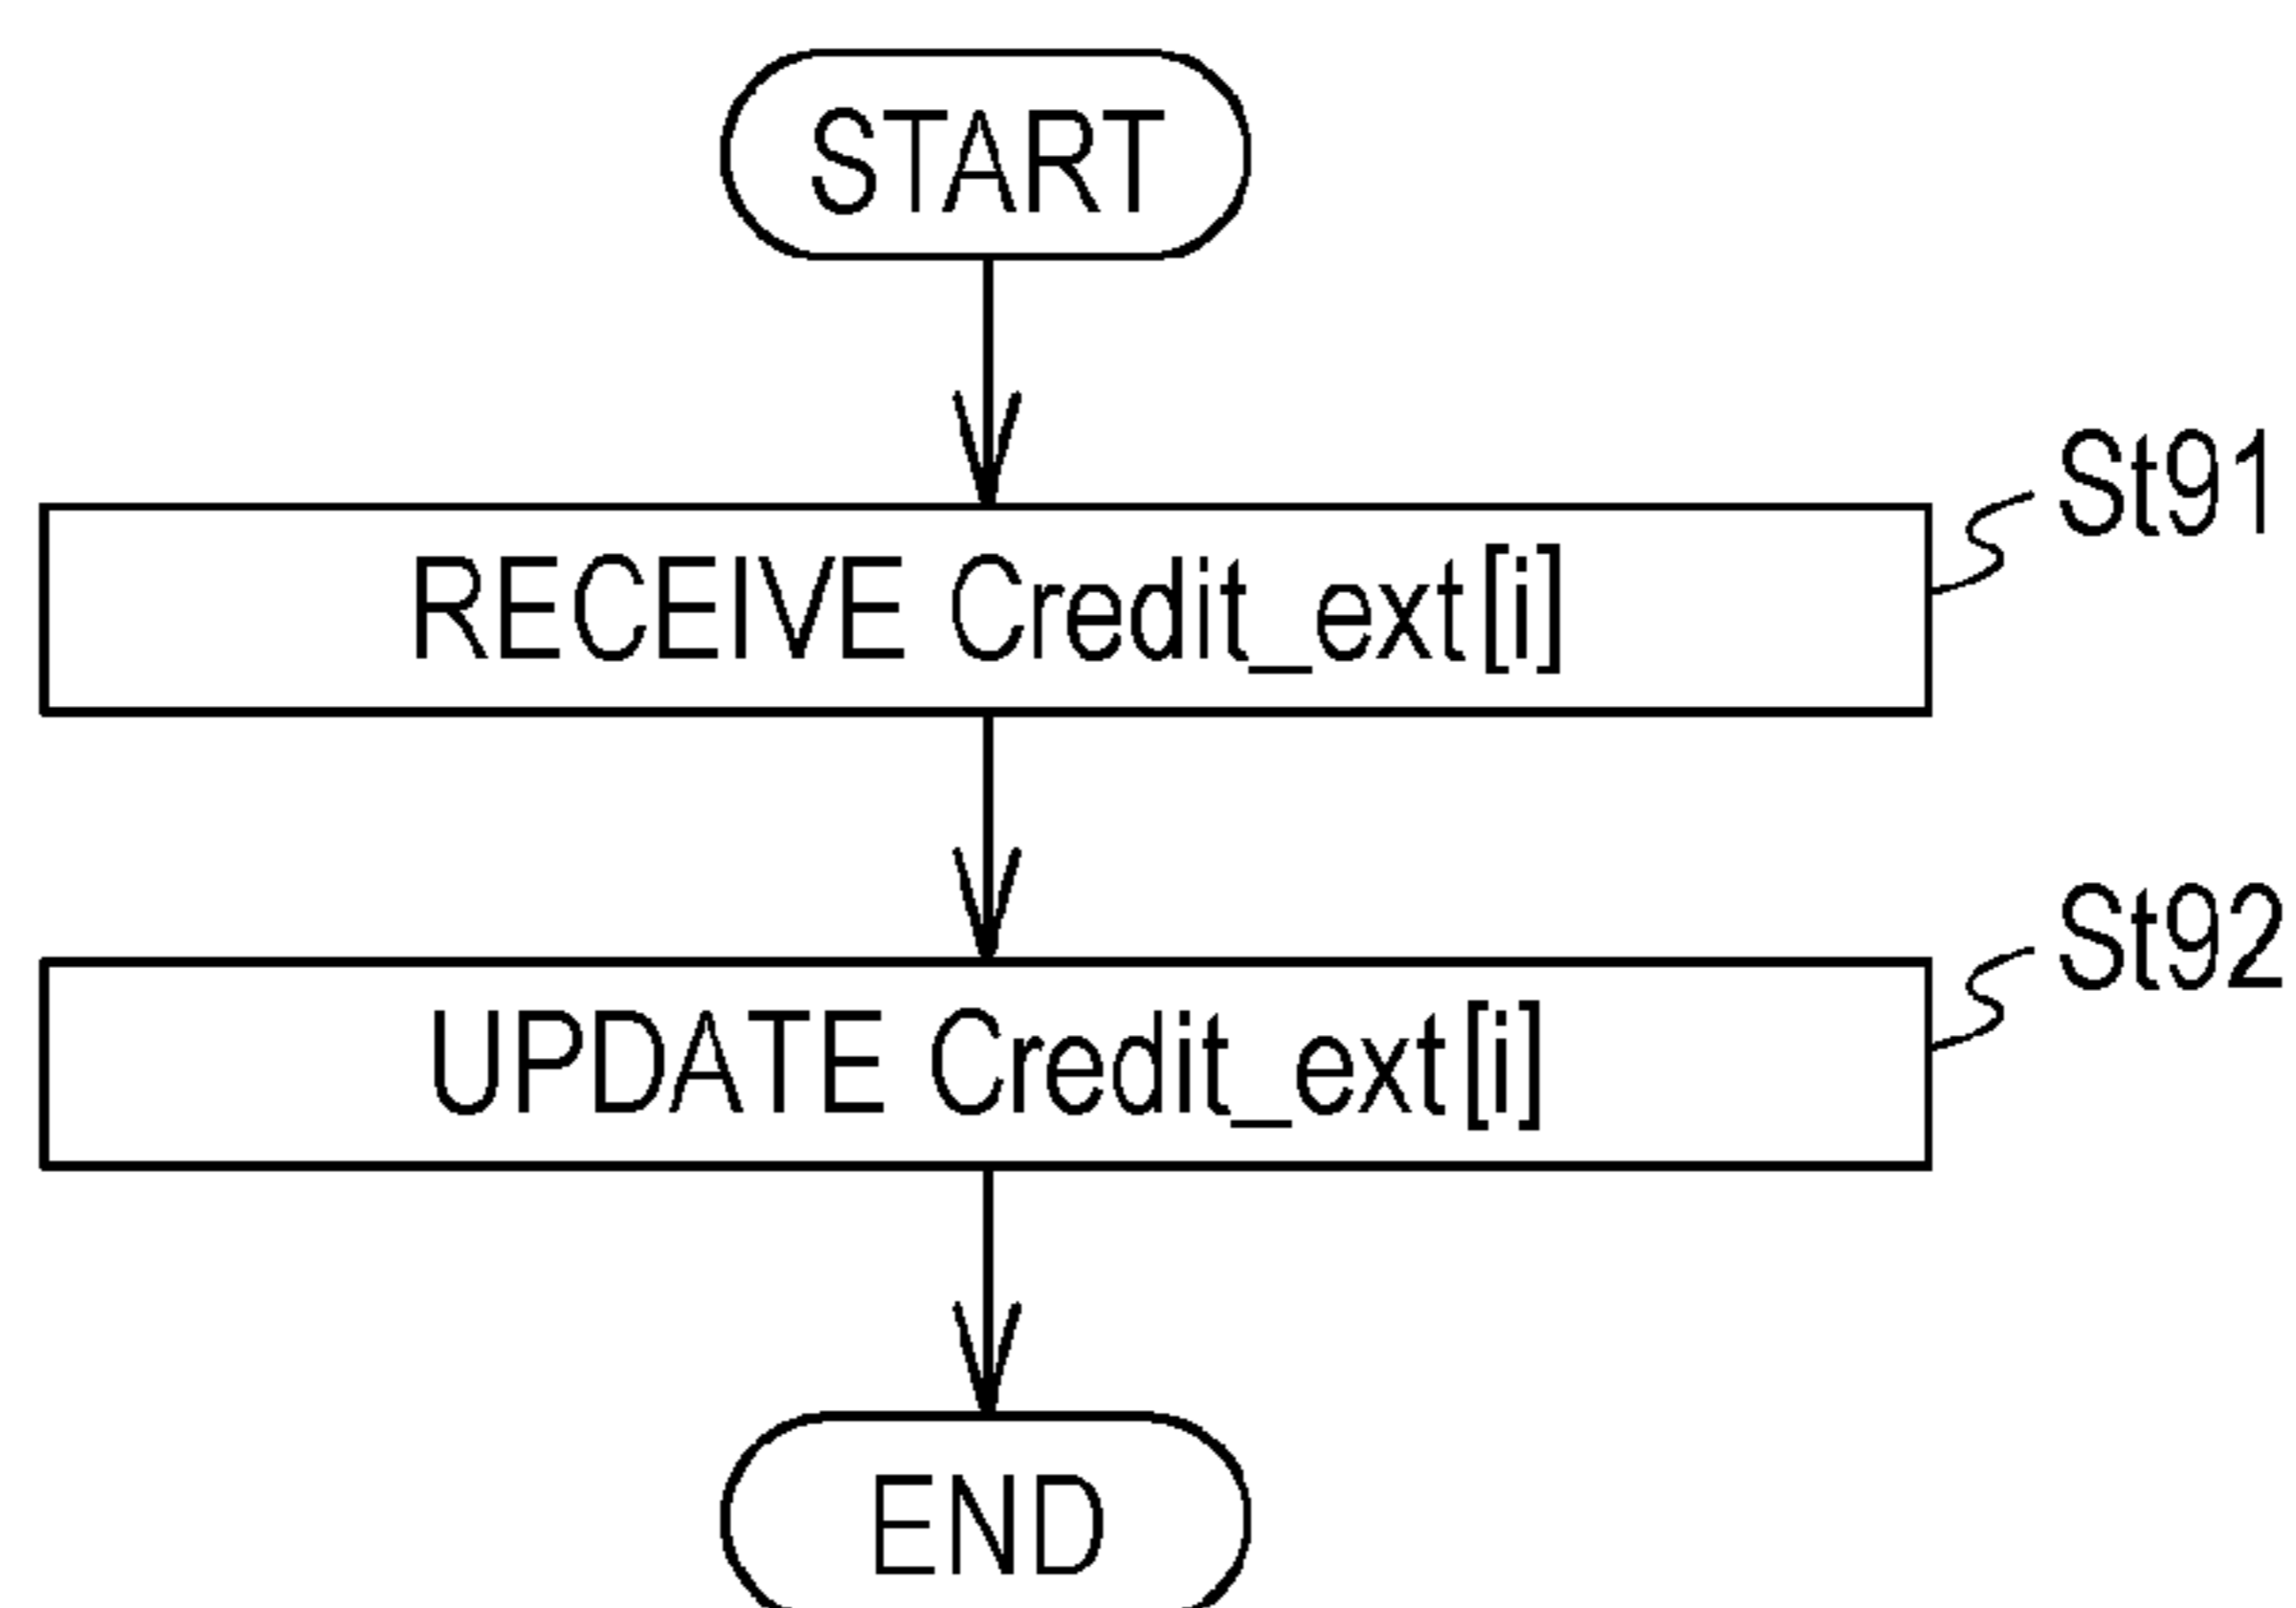 START
St91
RECEIVE Credit_ext[i]
St92
UPDATE Credit_ext[i]
END